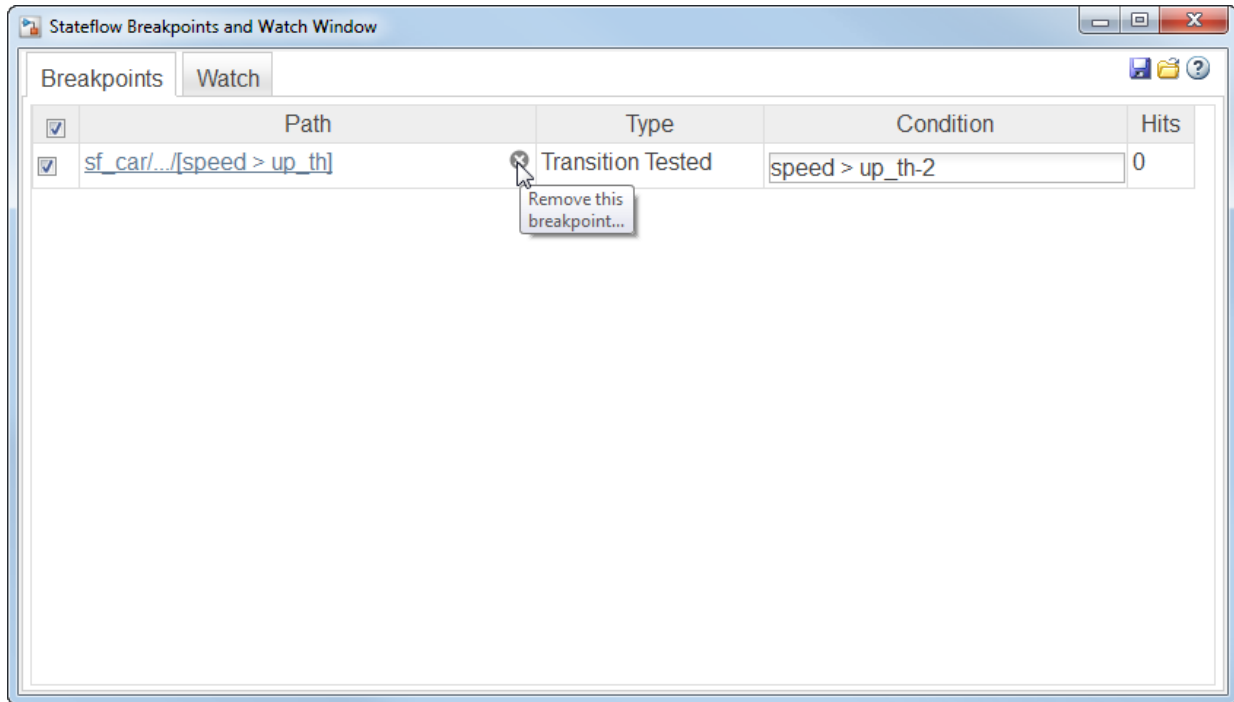 Stateflow Breakpoints and Watch Window
Breakpoints Watch
Path Type Condition Hits
sf_car/.../[speed > up_th] Transition Tested speed > up_th-2 0
Remove this
breakpoint...